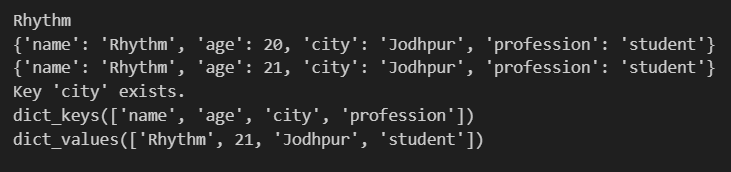 Rhythm
{'name': 'Rhythm', 'age': 20, 'city': 'Jodhpur', 'profession': 'student'}
{'name': 'Rhythm', 'age': 21, 'city': 'Jodhpur', 'profession': 'student'}
Key 'city' exists.
dict_keys(['name', 'age', 'city', 'profession'])
dict_values(['Rhythm', 21, 'Jodhpur', 'student'])